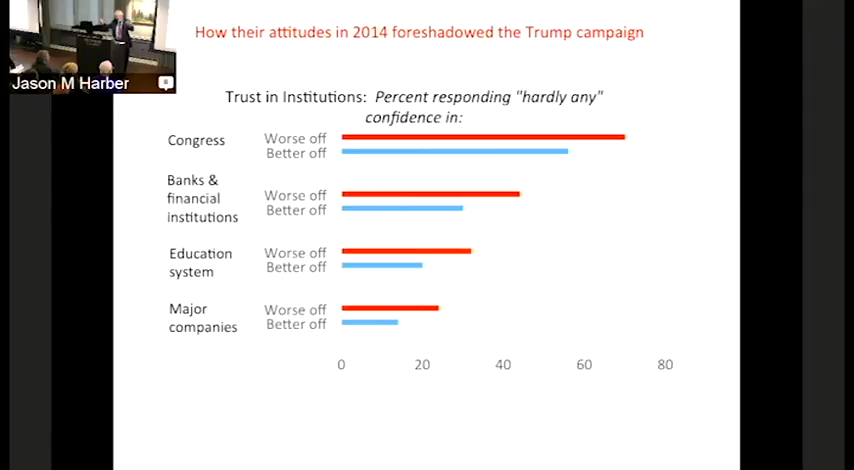 How their attitudes in 2014 foreshadowed the Trump campaign
Jason M Harber
Trust in Institutions: Percent responding "hardly any"
confidence in:
Congress
Worse off
Better off
Banks &
financial
institutions
Worse off
Better off
Education
system
Worse off
Better off
Major
companies
Worse off
Better off
0 20 40 60 80